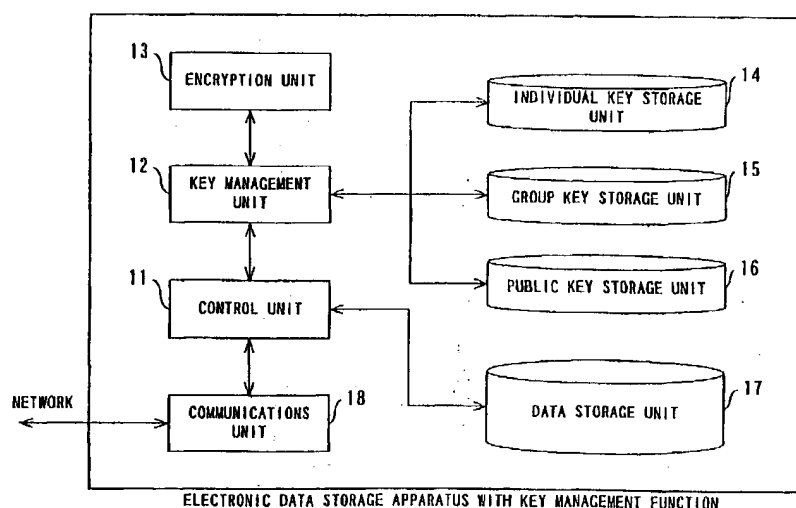 13
ENCRYPTION UNIT
14
INDIVIDUAL KEY STORAGE
UNIT
12
KEY MANAGEMENT
UNIT
15
GROUP KEY STORAGE UNIT
11
CONTROL UNIT
16
PUBLIC KEY STORAGE UNIT
NETWORK
COMMUNICATIONS
UNIT
18
DATA STORAGE UNIT
17
ELECTRONIC DATA STORAGE APPARATUS WITH KEY MANAGEMENT FUNCTION